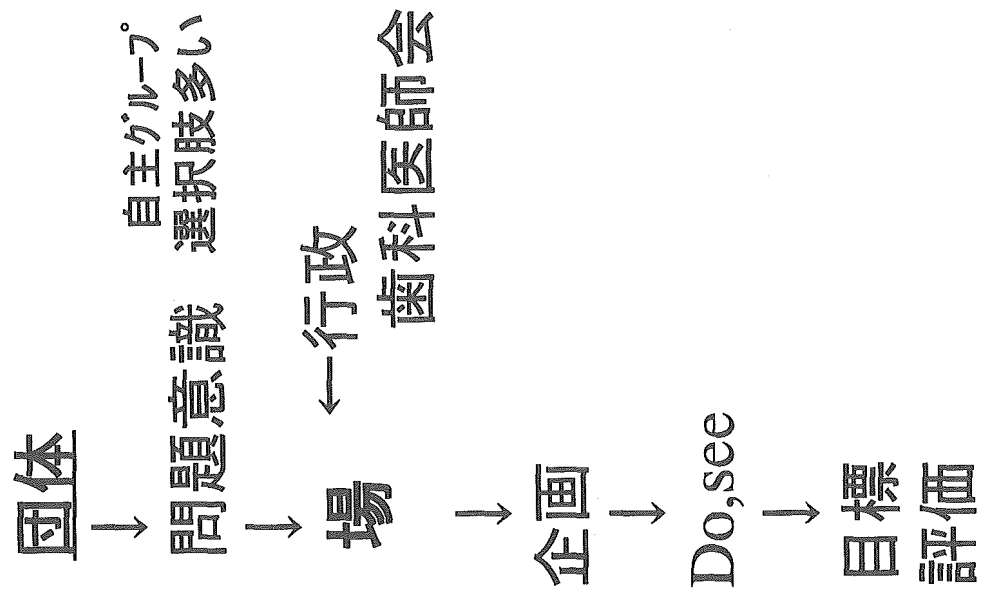 団体
自主ｸﾞﾙｰﾌﾟ
→問題意識 選択肢多い
→場 ←行政
歯科医師会
→企画
→Do,see
→目標
評価